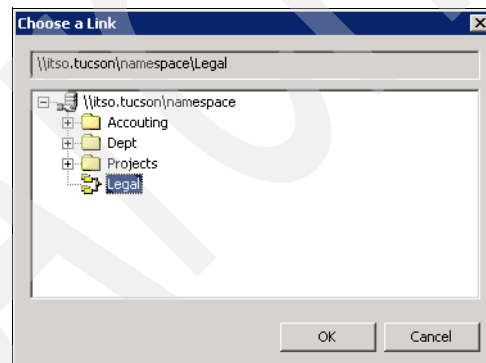 Choose a Link
\\itso.tucson\namespace\Legal
\\itso.tucson\namespace
Accouting
Dept
Projects
Legal
OK Cancel